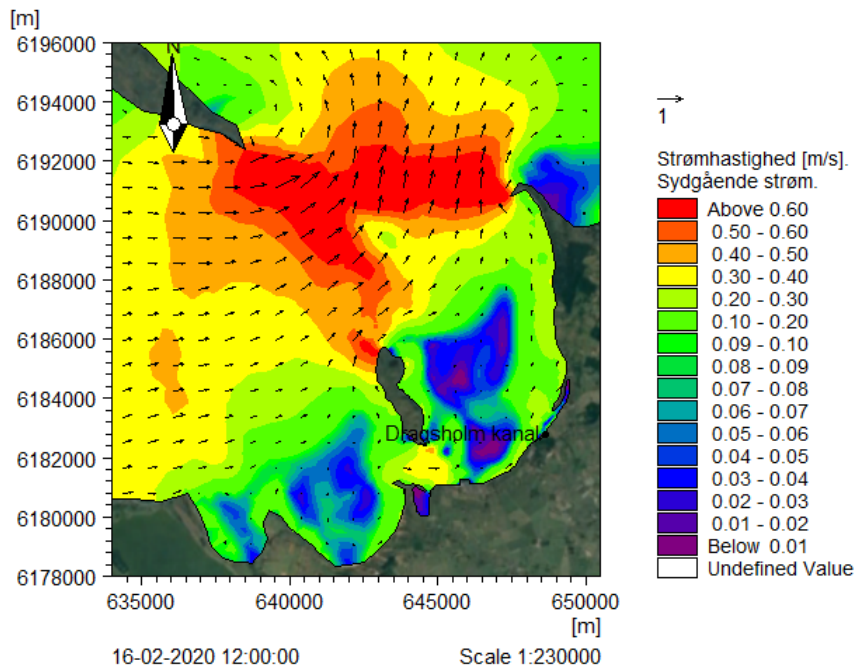 [m]
6196000
6194000
6192000
6190000
6188000
6186000
6184000
6182000
6180000
6178000
N
Dragsholm kanal
635000 640000 645000 650000
[m]
16-02-2020 12:00:00 Scale 1:230000
1
Strømhastighed [m/s].
Sydgående strøm.
Above 0.60
0.50 - 0.60
0.40 - 0.50
0.30 - 0.40
0.20 - 0.30
0.10 - 0.20
0.09 - 0.10
0.08 - 0.09
0.07 - 0.08
0.06 - 0.07
0.05 - 0.06
0.04 - 0.05
0.03 - 0.04
0.02 - 0.03
0.01 - 0.02
Below 0.01
Undefined Value